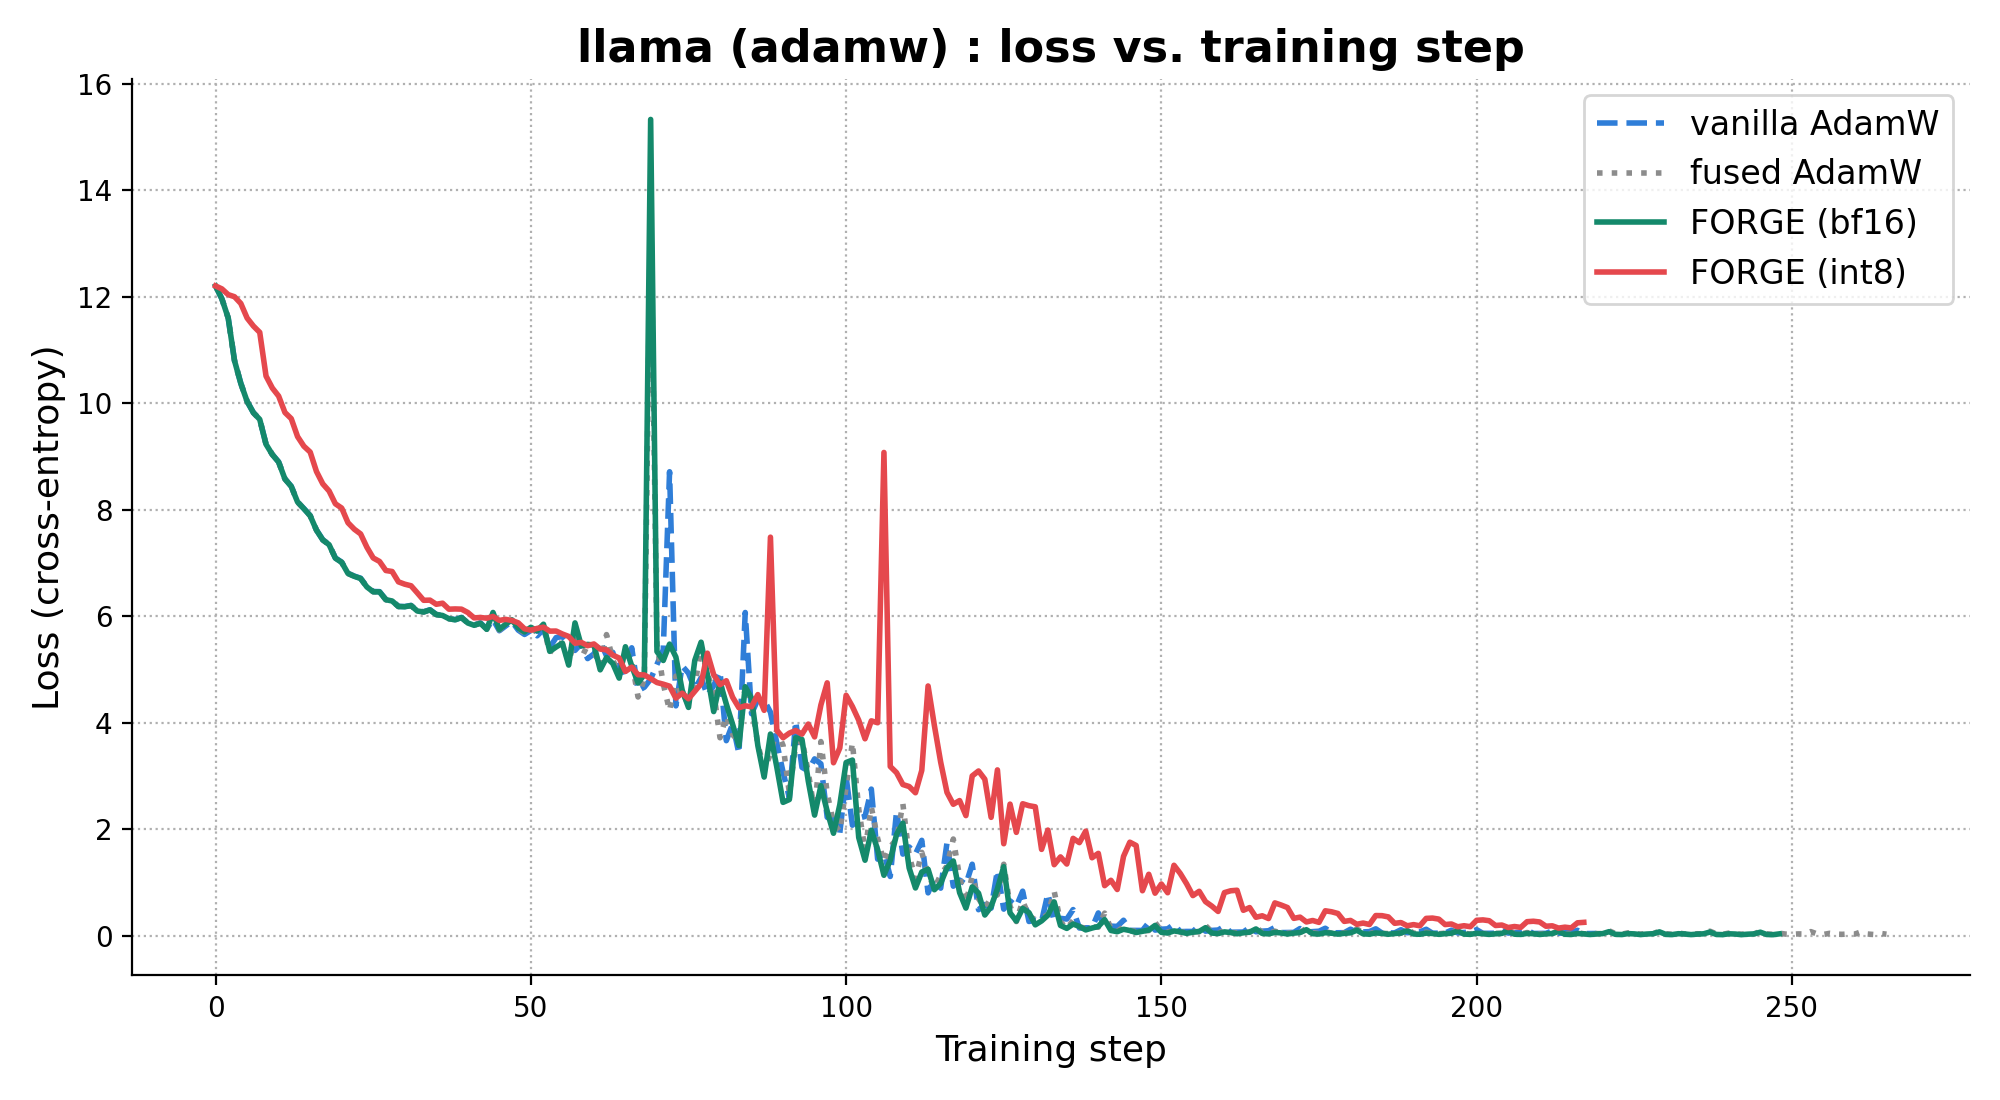 llama (adamw) : loss vs. training step
16
14
12
10
8
6
4
2
0
Loss (cross-entropy)
vanilla AdamW
fused AdamW
FORGE (bf16)
FORGE (int8)
0 50 100 150 200 250
Training step